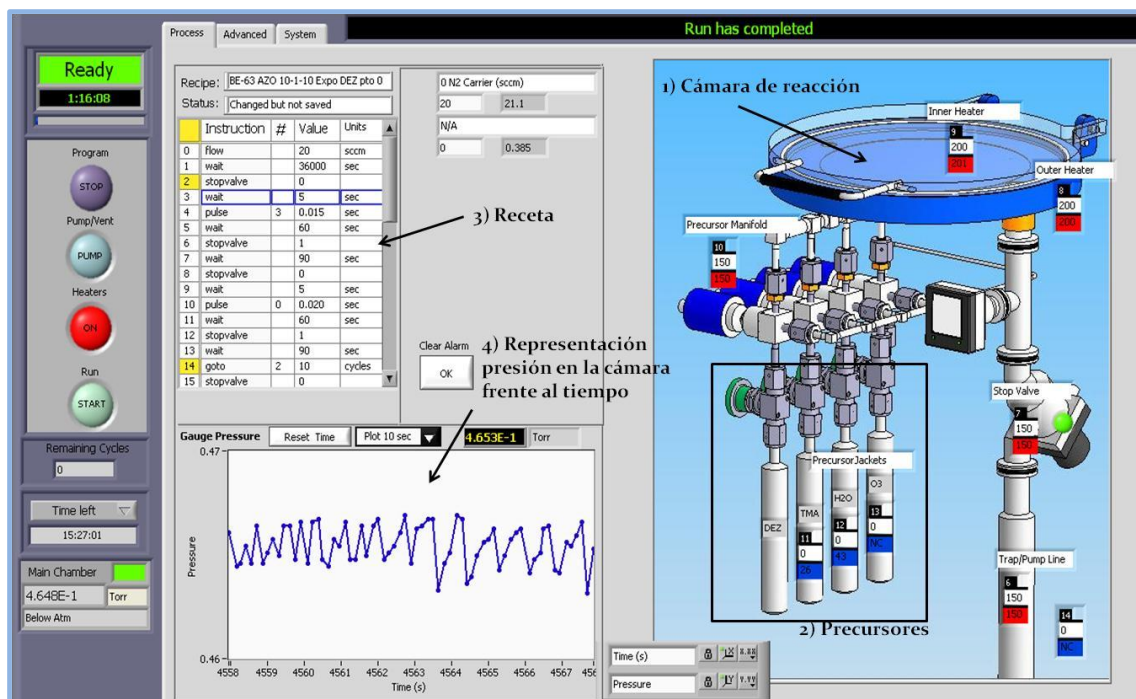 Run has completed
Process Advanced System
Ready
1:16:08
Program
STOP
Pump/Vent
PUMP
Heaters
ON
Run
START
Remaining Cycles
0
Time left
15:27:01
Main Chamber
4.648E-1 Torr
Below Atm
Recipe: BE-63 AZO 10-1-10 Expo DEZ pto 0
Status: Changed but not saved
Instruction # Value Units
0 flow 20 sccm
1 wait 36000 sec
2 stopvalve 0
3 wait 5 sec
4 pulse 3 0.015 sec
5 wait 60 sec
6 stopvalve 1
7 wait 90 sec
8 stopvalve 0
9 wait 5 sec
10 pulse 0 0.020 sec
11 wait 60 sec
12 stopvalve 1
13 wait 90 sec
14 goto 2 10 cycles
15 stopvalve 0
0 N2 Carrier (sccm)
20 21.1
N/A
0 0.385
3) Receta
Clear Alarm
OK
4) Representación
presión en la cámara
frente al tiempo
Gauge Pressure Reset Time Plot 10 sec 4.653E-1 Torr
0.47
Pressure
0.46
4558 4559 4560 4561 4562 4563 4564 4565 4566 4567
Time (s)
Time (s)
Pressure
1) Cámara de reacción
Inner Heater
9
200
201
Outer Heater
8
200
200
Precursor Manifold
10
150
150
Stop Valve
7
150
150
PrecursorJackets
DEZ
TMA
11
0
26
H2O
12
0
43
O3
13
0
NC
2) Precursores
Trap/Pump Line
6
150
150
14
0
NC